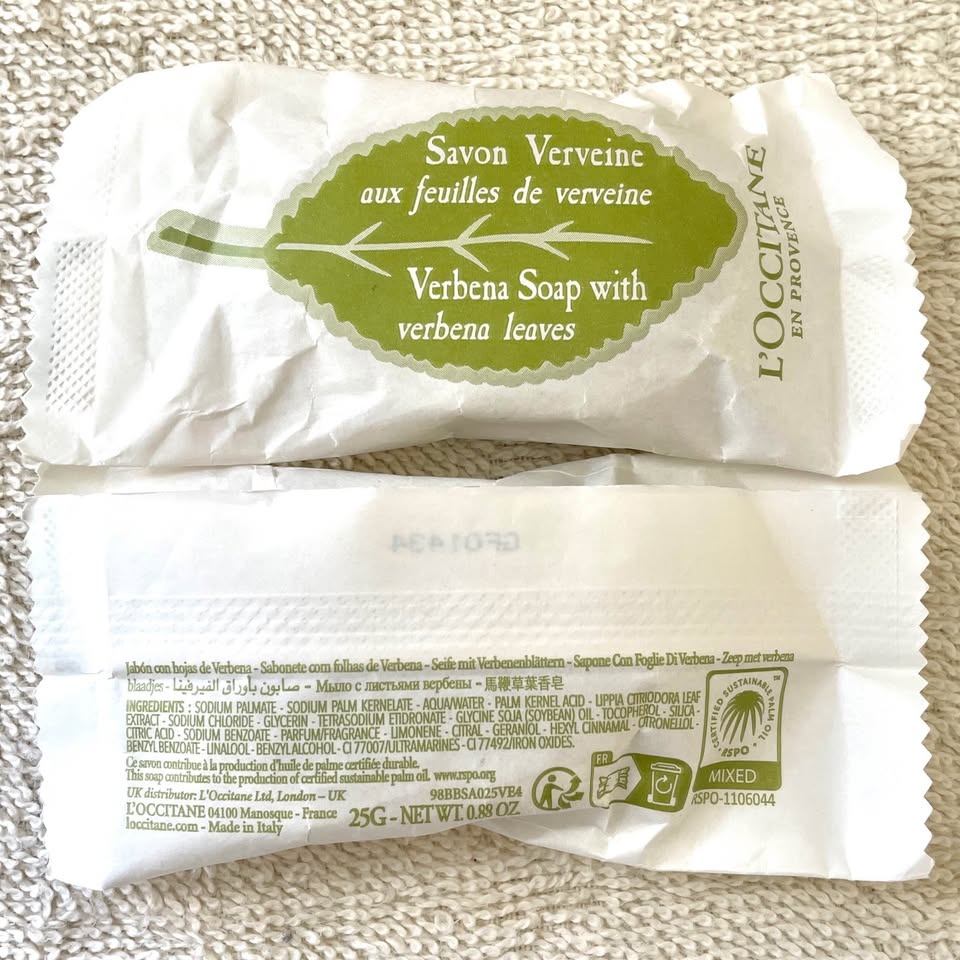 Savon Verveine
aux feuilles de verveine
Verbena Soap with
verbena leaves
L'OCCITANE
EN PROVENCE
GF01434
Jabón con hojas de Verbena - Sabonete com folhas de Verbena - Seife mit Verbenenblättern - Sapone Con Foglie Di Verbena - Zeep met verbena
blaadjes - صابون بأوراق الفيرفينا - Мыло с листьями вербены - 馬鞭草葉香皂
INGREDIENTS : SODIUM PALMATE - SODIUM PALM KERNELATE - AQUA/WATER - PALM KERNEL ACID - LIPPIA CITRIODORA LEAF
EXTRACT - SODIUM CHLORIDE - GLYCERIN - TETRASODIUM ETIDRONATE - GLYCINE SOJA (SOYBEAN) OIL - TOCOPHEROL - SILICA -
CITRIC ACID - SODIUM BENZOATE - PARFUM/FRAGRANCE - LIMONENE - CITRAL - GERANIOL - HEXYL CINNAMAL - CITRONELLOL -
BENZYL BENZOATE - LINALOOL - BENZYL ALCOHOL - CI 77007/ULTRAMARINES - CI 77492/IRON OXIDES.
Ce savon contribue à la production d'huile de palme certifiée durable.
This soap contributes to the production of certified sustainable palm oil. www.rspo.org
UK distributor: L'Occitane Ltd, London – UK
98BBSA025VE4
L'OCCITANE 04100 Manosque - France
25G - NET WT. 0.88 OZ.
loccitane.com - Made in Italy
FR
CERTIFIED SUSTAINABLE PALM OIL TM
RSPO
MIXED
RSPO-1106044